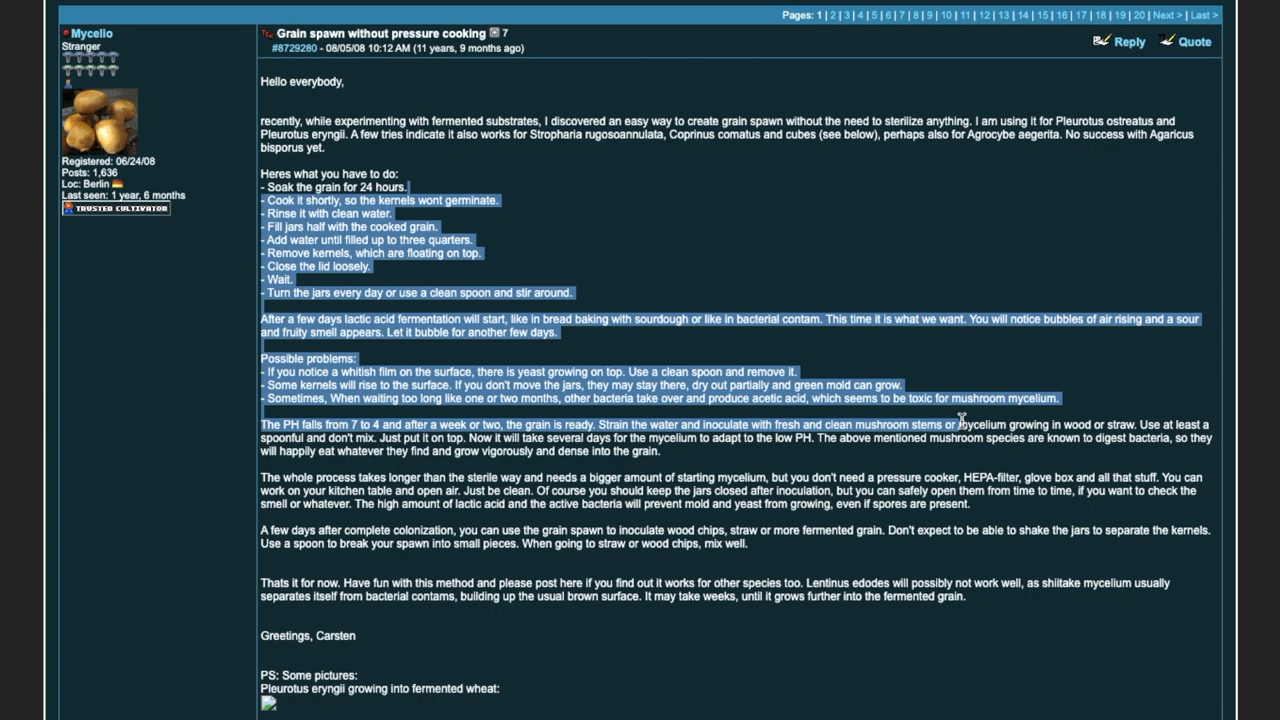 Pages: 1 | 2 | 3 | 4 | 5 | 6 | 7 | 8 | 9 | 10 | 11 | 12 | 13 | 14 | 15 | 16 | 17 | 18 | 19 | 20 | Next > | Last >
Mycelio
Stranger
Registered: 06/24/08
Posts: 1,636
Loc: Berlin
Last seen: 1 year, 6 months
TRUSTED CULTIVATOR
Grain spawn without pressure cooking 7
#8729280 - 08/05/08 10:12 AM (11 years, 9 months ago)
Reply Quote
Hello everybody,
recently, while experimenting with fermented substrates, I discovered an easy way to create grain spawn without the need to sterilize anything. I am using it for Pleurotus ostreatus and
Pleurotus eryngii. A few tries indicate it also works for Stropharia rugosoannulata, Coprinus comatus and cubes (see below), perhaps also for Agrocybe aegerita. No success with Agaricus
bisporus yet.
Heres what you have to do:
- Soak the grain for 24 hours.
- Cook it shortly, so the kernels wont germinate.
- Rinse it with clean water.
- Fill jars half with the cooked grain.
- Add water until filled up to three quarters.
- Remove kernels, which are floating on top.
- Close the lid loosely.
- Wait.
- Turn the jars every day or use a clean spoon and stir around.
After a few days lactic acid fermentation will start, like in bread baking with sourdough or like in bacterial contam. This time it is what we want. You will notice bubbles of air rising and a sour
and fruity smell appears. Let it bubble for another few days.
Possible problems:
- If you notice a whitish film on the surface, there is yeast growing on top. Use a clean spoon and remove it.
- Some kernels will rise to the surface. If you don't move the jars, they may stay there, dry out partially and green mold can grow.
- Sometimes, When waiting too long like one or two months, other bacteria take over and produce acetic acid, which seems to be toxic for mushroom mycelium.
The PH falls from 7 to 4 and after a week or two, the grain is ready. Strain the water and inoculate with fresh and clean mushroom stems or mycelium growing in wood or straw. Use at least a
spoonful and don't mix. Just put it on top. Now it will take several days for the mycelium to adapt to the low PH. The above mentioned mushroom species are known to digest bacteria, so they
will happily eat whatever they find and grow vigorously and dense into the grain.
The whole process takes longer than the sterile way and needs a bigger amount of starting mycelium, but you don't need a pressure cooker, HEPA-filter, glove box and all that stuff. You can
work on your kitchen table and open air. Just be clean. Of course you should keep the jars closed after inoculation, but you can safely open them from time to time, if you want to check the
smell or whatever. The high amount of lactic acid and the active bacteria will prevent mold and yeast from growing, even if spores are present.
A few days after complete colonization, you can use the grain spawn to inoculate wood chips, straw or more fermented grain. Don't expect to be able to shake the jars to separate the kernels.
Use a spoon to break your spawn into small pieces. When going to straw or wood chips, mix well.
Thats it for now. Have fun with this method and please post here if you find out it works for other species too. Lentinus edodes will possibly not work well, as shiitake mycelium usually
separates itself from bacterial contams, building up the usual brown surface. It may take weeks, until it grows further into the fermented grain.
Greetings, Carsten
PS: Some pictures:
Pleurotus eryngii growing into fermented wheat: